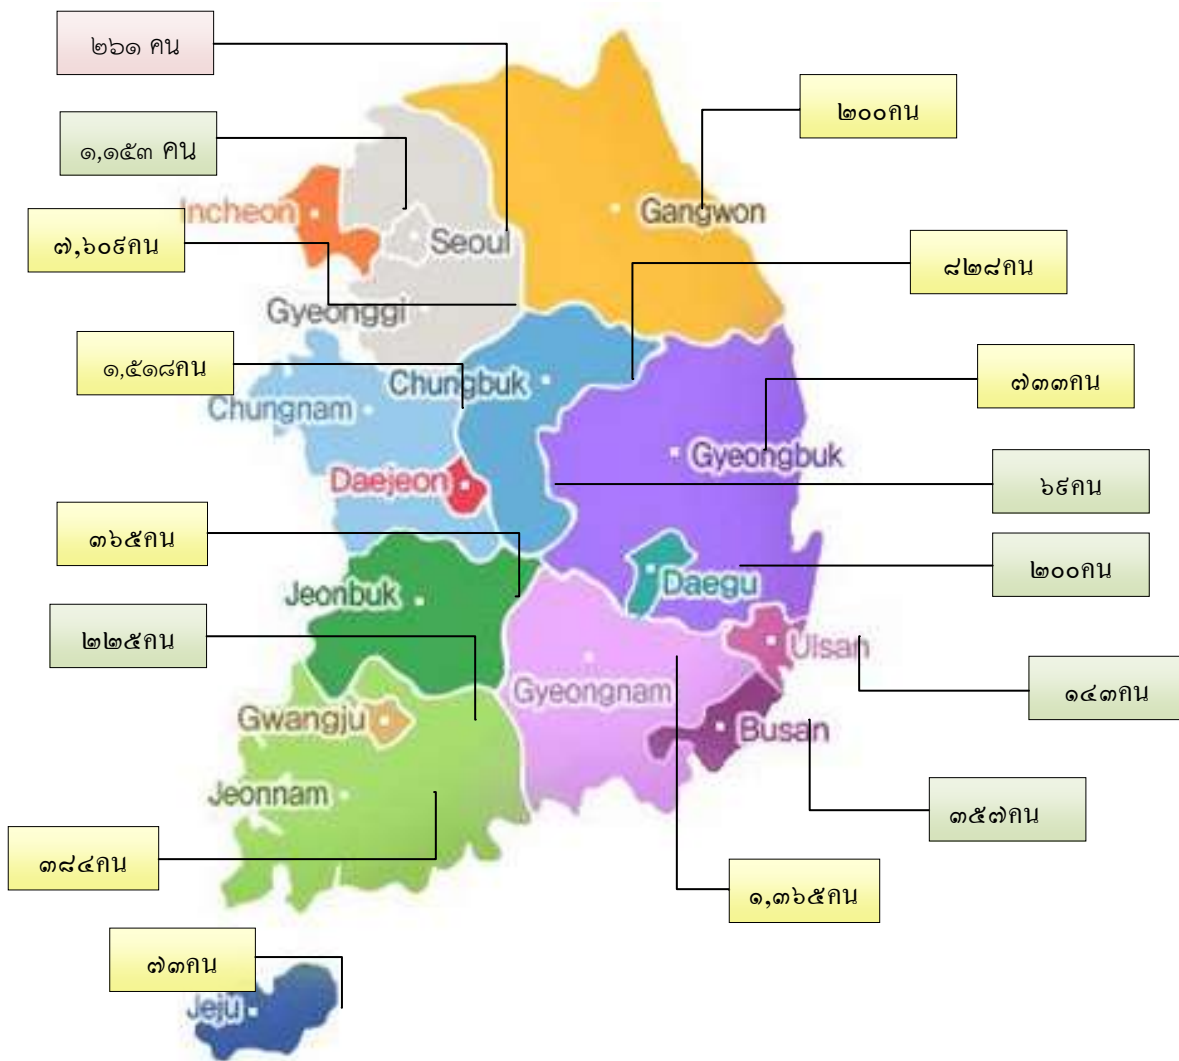 ๒๖๑ คน
๒๐๐คน
๑,๑๕๓ คน
Incheon
Gangwon
Seoul
๗,๖๐๙คน
๘๒๘คน
Gyeonggi
๑,๕๑๘คน
Chungbuk
๗๓๓คน
Chungnam
Gyeongbuk
Daejeon
๖๙คน
๓๖๕คน
๒๐๐คน
Daegu
Jeonbuk
๒๒๕คน
Ulsan
Gyeongnam
๑๔๓คน
Gwangju
Busan
Jeonnam
๓๕๗คน
๓๘๔คน
๑,๓๖๕คน
๗๓คน
Jeju